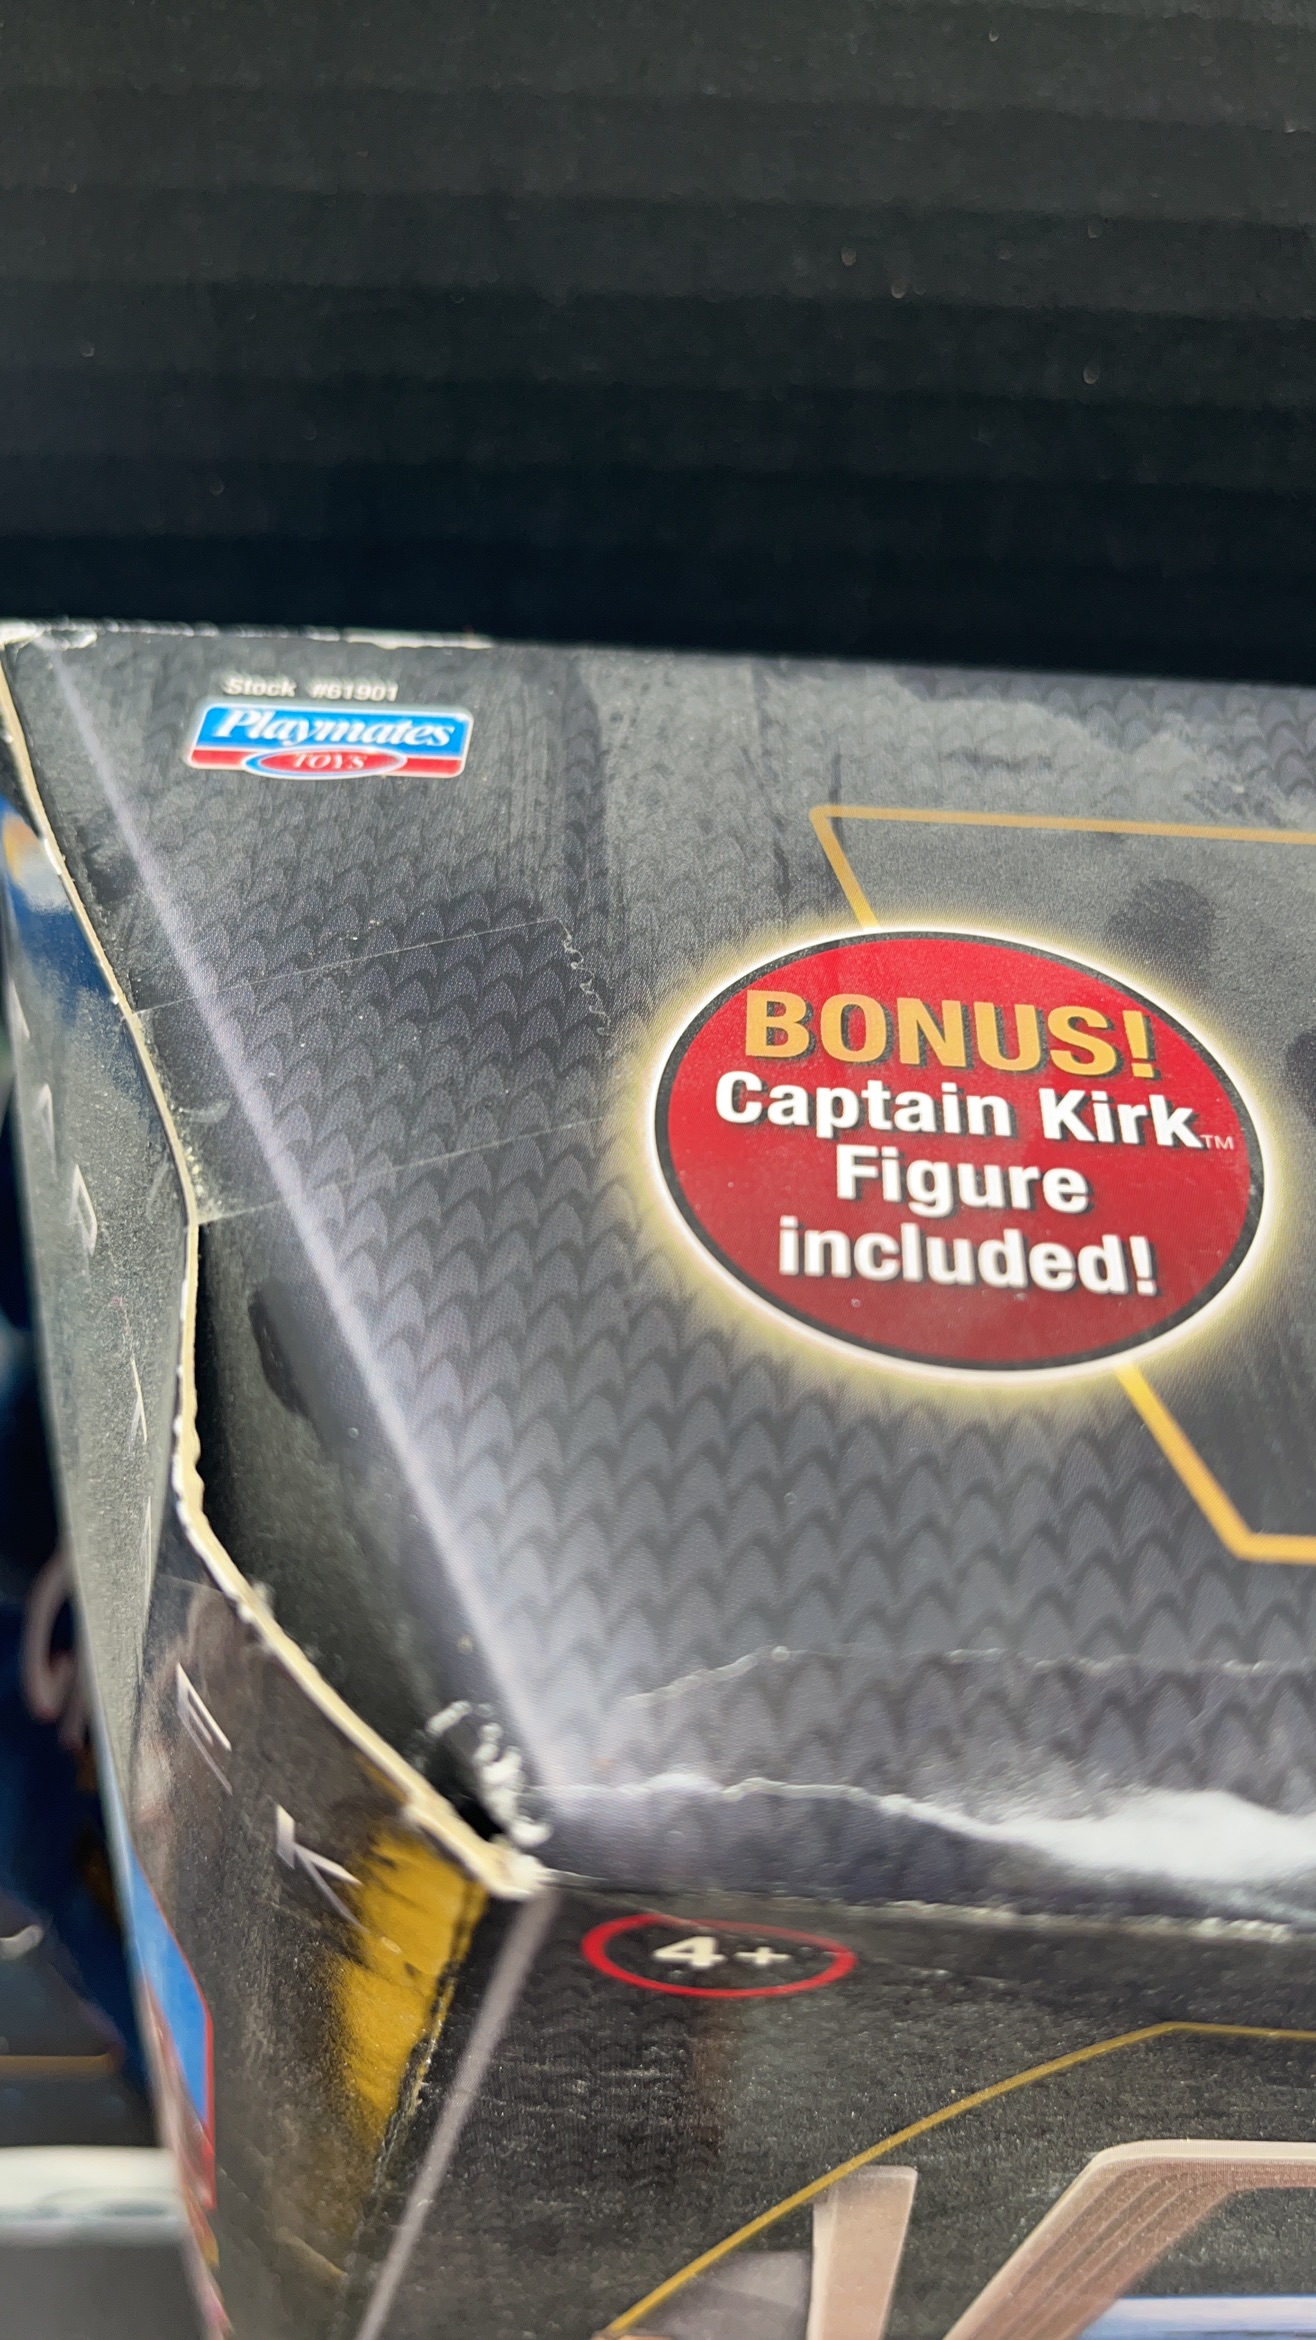 Stock #61901
Playmates
TOYS
BONUS!
Captain Kirk™
Figure
included!
E
K
4+